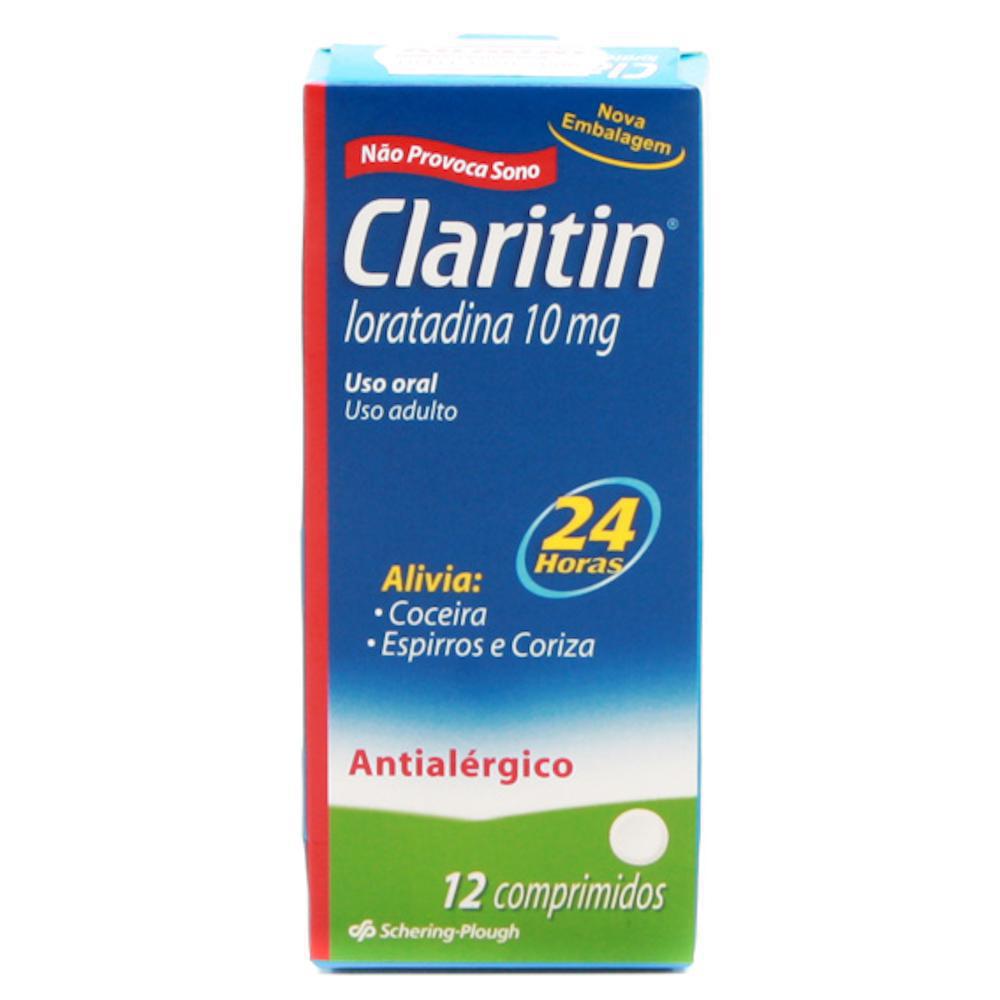 Nova
Embalagem
Não Provoca Sono
Claritin®
loratadina 10 mg
Uso oral
Uso adulto
24
Horas
Alivia:
• Coceira
• Espirros e Coriza
Antialérgico
12 comprimidos
Schering-Plough